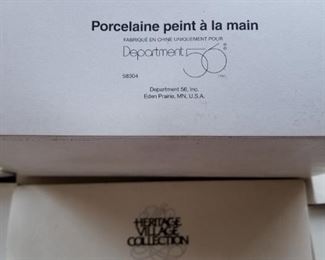 Porcelaine peint à la main
FABRIQUÉ EN CHINE UNIQUEMENT POUR
Department 56®
INC.
58304
Department 56, Inc.
Eden Prairie, MN, U.S.A.
HERITAGE
VILLAGE
COLLECTION